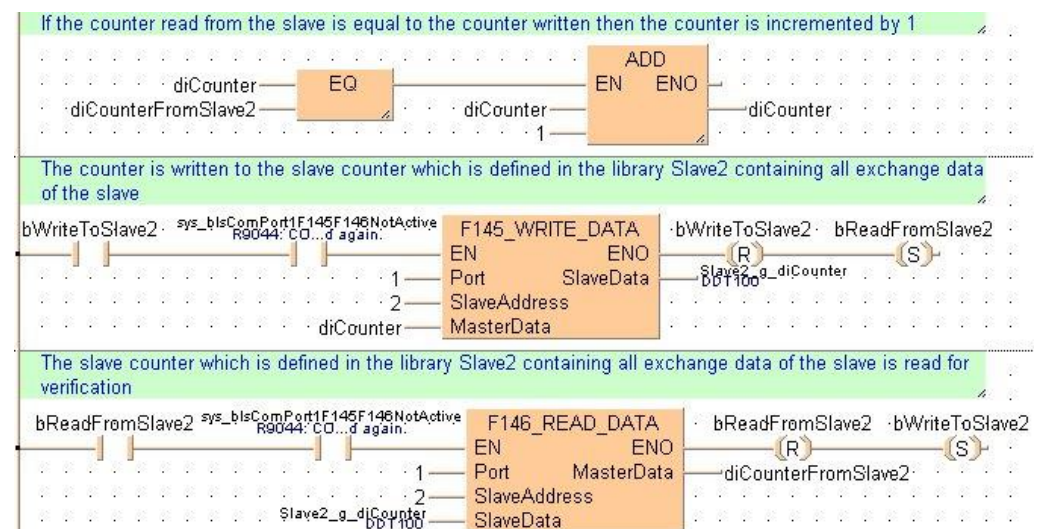 If the counter read from the slave is equal to the counter written then the counter is incremented by 1
ADD
diCounter EQ EN ENO
diCounterFromSlave2 diCounter diCounter
1
The counter is written to the slave counter which is defined in the library Slave2 containing all exchange data
of the slave
bWriteToSlave2 sys_bIsComPort1F145F146NotActive F145_WRITE_DATA bWriteToSlave2 bReadFromSlave2
R9044: CO...d again.
EN ENO (R) (S)
1 Port SlaveData Slave2_g_diCounter
DDT100
2 SlaveAddress
diCounter MasterData
The slave counter which is defined in the library Slave2 containing all exchange data of the slave is read for
verification
bReadFromSlave2 sys_bIsComPort1F145F146NotActive F146_READ_DATA bReadFromSlave2 bWriteToSlave2
R9044: CO...d again.
EN ENO (R) (S)
1 Port MasterData diCounterFromSlave2
2 SlaveAddress
Slave2_g_diCounter SlaveData
DDT100